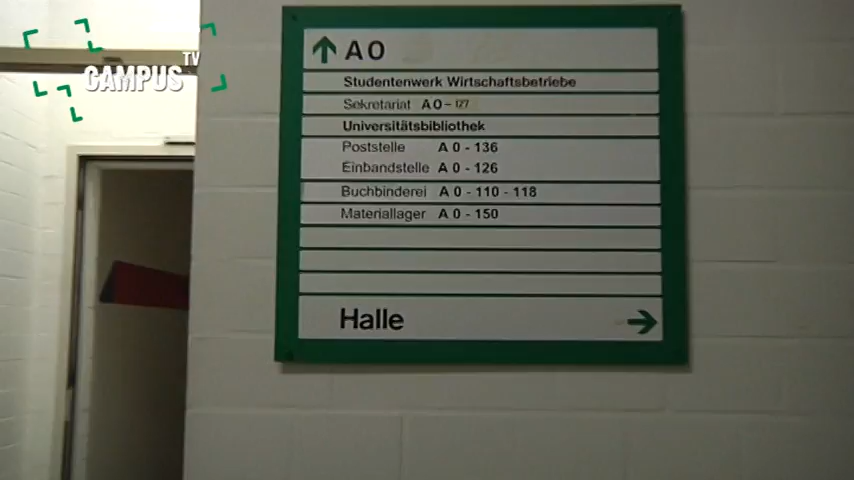 CAMPUS TV
A 0
Studentenwerk Wirtschaftsbetriebe
Sekretariat A 0 - 127
Universitätsbibliothek
Poststelle A 0 - 136
Einbandstelle A 0 - 126
Buchbinderei A 0 - 110 - 118
Materiallager A 0 - 150
Halle